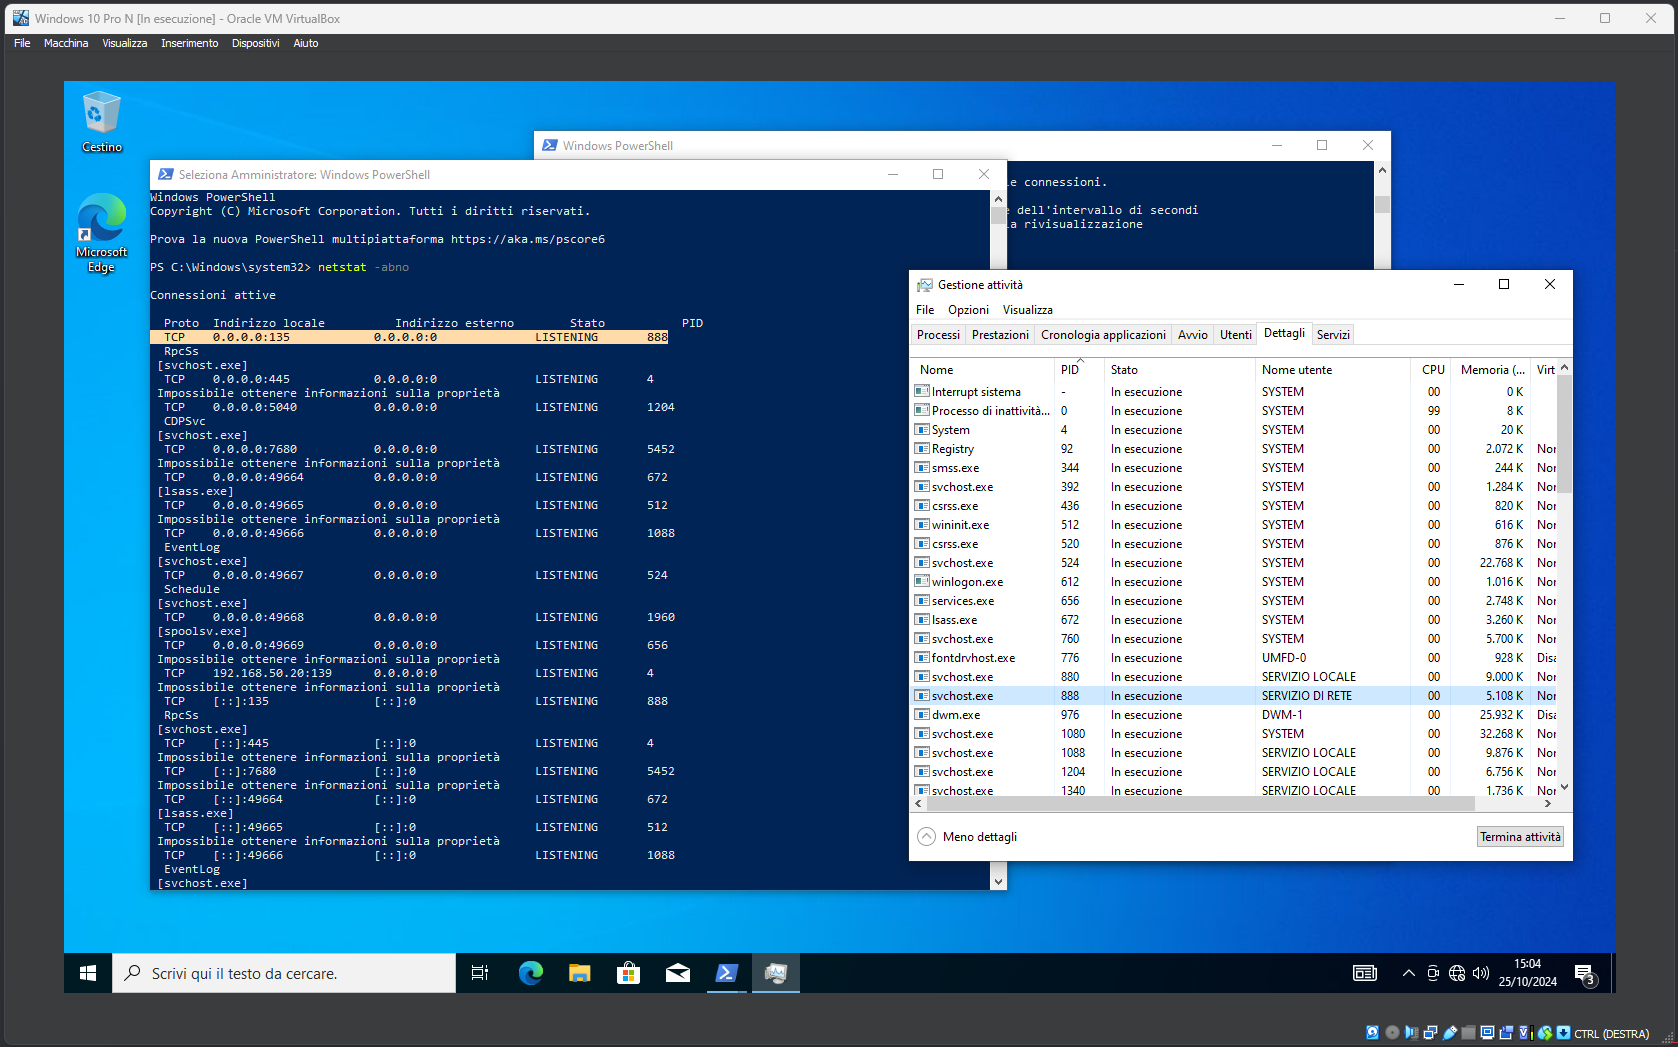 Windows 10 Pro N [In esecuzione] - Oracle VM VirtualBox
File Macchina Visualizza Inserimento Dispositivi Aiuto
Cestino
Microsoft
Edge
Windows PowerShell
e connessioni.
e dell'intervallo di secondi
a rivisualizzazione
Seleziona Amministratore: Windows PowerShell
Windows PowerShell
Copyright (C) Microsoft Corporation. Tutti i diritti riservati.
Prova la nuova PowerShell multipiattaforma https://aka.ms/pscore6
PS C:\Windows\system32> netstat -abno
Connessioni attive
Proto Indirizzo locale Indirizzo esterno Stato PID
TCP 0.0.0.0:135 0.0.0.0:0 LISTENING 888
RpcSs
[svchost.exe]
TCP 0.0.0.0:445 0.0.0.0:0 LISTENING 4
Impossibile ottenere informazioni sulla proprietà
TCP 0.0.0.0:5040 0.0.0.0:0 LISTENING 1204
CDPSvc
[svchost.exe]
TCP 0.0.0.0:7680 0.0.0.0:0 LISTENING 5452
Impossibile ottenere informazioni sulla proprietà
TCP 0.0.0.0:49664 0.0.0.0:0 LISTENING 672
[lsass.exe]
TCP 0.0.0.0:49665 0.0.0.0:0 LISTENING 512
Impossibile ottenere informazioni sulla proprietà
TCP 0.0.0.0:49666 0.0.0.0:0 LISTENING 1088
EventLog
[svchost.exe]
TCP 0.0.0.0:49667 0.0.0.0:0 LISTENING 524
Schedule
[svchost.exe]
TCP 0.0.0.0:49668 0.0.0.0:0 LISTENING 1960
[spoolsv.exe]
TCP 0.0.0.0:49669 0.0.0.0:0 LISTENING 656
Impossibile ottenere informazioni sulla proprietà
TCP 192.168.50.20:139 0.0.0.0:0 LISTENING 4
Impossibile ottenere informazioni sulla proprietà
TCP [::]:135 [::]:0 LISTENING 888
RpcSs
[svchost.exe]
TCP [::]:445 [::]:0 LISTENING 4
Impossibile ottenere informazioni sulla proprietà
TCP [::]:7680 [::]:0 LISTENING 5452
Impossibile ottenere informazioni sulla proprietà
TCP [::]:49664 [::]:0 LISTENING 672
[lsass.exe]
TCP [::]:49665 [::]:0 LISTENING 512
Impossibile ottenere informazioni sulla proprietà
TCP [::]:49666 [::]:0 LISTENING 1088
EventLog
[svchost.exe]
Gestione attività
File Opzioni Visualizza
Processi Prestazioni Cronologia applicazioni Avvio Utenti Dettagli Servizi
Nome PID Stato Nome utente CPU Memoria (... Virt
Interrupt sistema - In esecuzione SYSTEM 00 0 K
Processo di inattività... 0 In esecuzione SYSTEM 99 8 K
System 4 In esecuzione SYSTEM 00 20 K
Registry 92 In esecuzione SYSTEM 00 2.072 K Nor
smss.exe 344 In esecuzione SYSTEM 00 244 K Nor
svchost.exe 392 In esecuzione SYSTEM 00 1.284 K Nor
csrss.exe 436 In esecuzione SYSTEM 00 820 K Nor
wininit.exe 512 In esecuzione SYSTEM 00 616 K Nor
csrss.exe 520 In esecuzione SYSTEM 00 876 K Nor
svchost.exe 524 In esecuzione SYSTEM 00 22.768 K Nor
winlogon.exe 612 In esecuzione SYSTEM 00 1.016 K Nor
services.exe 656 In esecuzione SYSTEM 00 2.748 K Nor
lsass.exe 672 In esecuzione SYSTEM 00 3.260 K Nor
svchost.exe 760 In esecuzione SYSTEM 00 5.700 K Nor
fontdrvhost.exe 776 In esecuzione UMFD-0 00 928 K Disa
svchost.exe 880 In esecuzione SERVIZIO LOCALE 00 9.000 K Nor
svchost.exe 888 In esecuzione SERVIZIO DI RETE 00 5.108 K Nor
dwm.exe 976 In esecuzione DWM-1 00 25.932 K Disa
svchost.exe 1080 In esecuzione SYSTEM 00 32.268 K Nor
svchost.exe 1088 In esecuzione SERVIZIO LOCALE 00 9.876 K Nor
svchost.exe 1204 In esecuzione SERVIZIO LOCALE 00 6.756 K Nor
svchost.exe 1340 In esecuzione SERVIZIO LOCALE 00 1.736 K Nor
Meno dettagli
Termina attività
Scrivi qui il testo da cercare.
15:04
25/10/2024
3
CTRL (DESTRA)